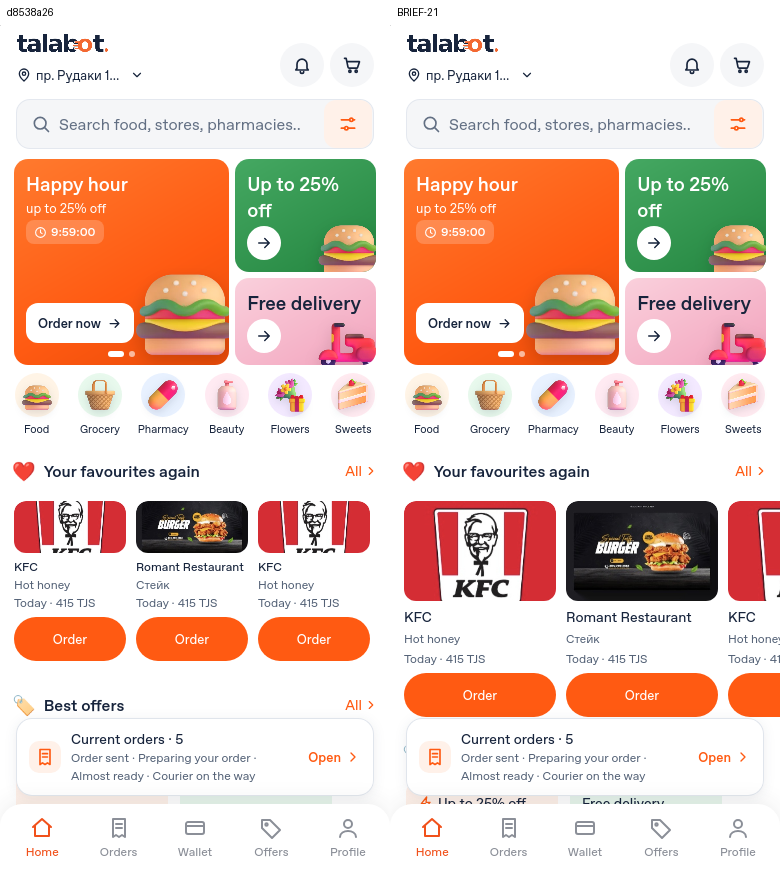 d8538a26
talabot.
пр. Рудаки 1...
Search food, stores, pharmacies..
Happy hour
up to 25% off
9:59:00
Order now
Up to 25%
off
Free delivery
Food
Grocery
Pharmacy
Beauty
Flowers
Sweets
Your favourites again
All
KFC
KFC
Hot honey
Today · 415 TJS
Order
BURGER
Romant Restaurant
Стейк
Today · 415 TJS
Order
KFC
KFC
Hot honey
Today · 415 TJS
Order
Best offers
All
Current orders · 5
Order sent · Preparing your order ·
Almost ready · Courier on the way
Open
Home
Orders
Wallet
Offers
Profile
BRIEF-21
talabot.
пр. Рудаки 1...
Search food, stores, pharmacies..
Happy hour
up to 25% off
9:59:00
Order now
Up to 25%
off
Free delivery
Food
Grocery
Pharmacy
Beauty
Flowers
Sweets
Your favourites again
All
KFC
KFC
Hot honey
Today · 415 TJS
Order
BURGER
Romant Restaurant
Стейк
Today · 415 TJS
Order
KFC
Hot hone
Today · 4
Current orders · 5
Order sent · Preparing your order ·
Almost ready · Courier on the way
Open
Up to 25% off
Free delivery
Home
Orders
Wallet
Offers
Profile